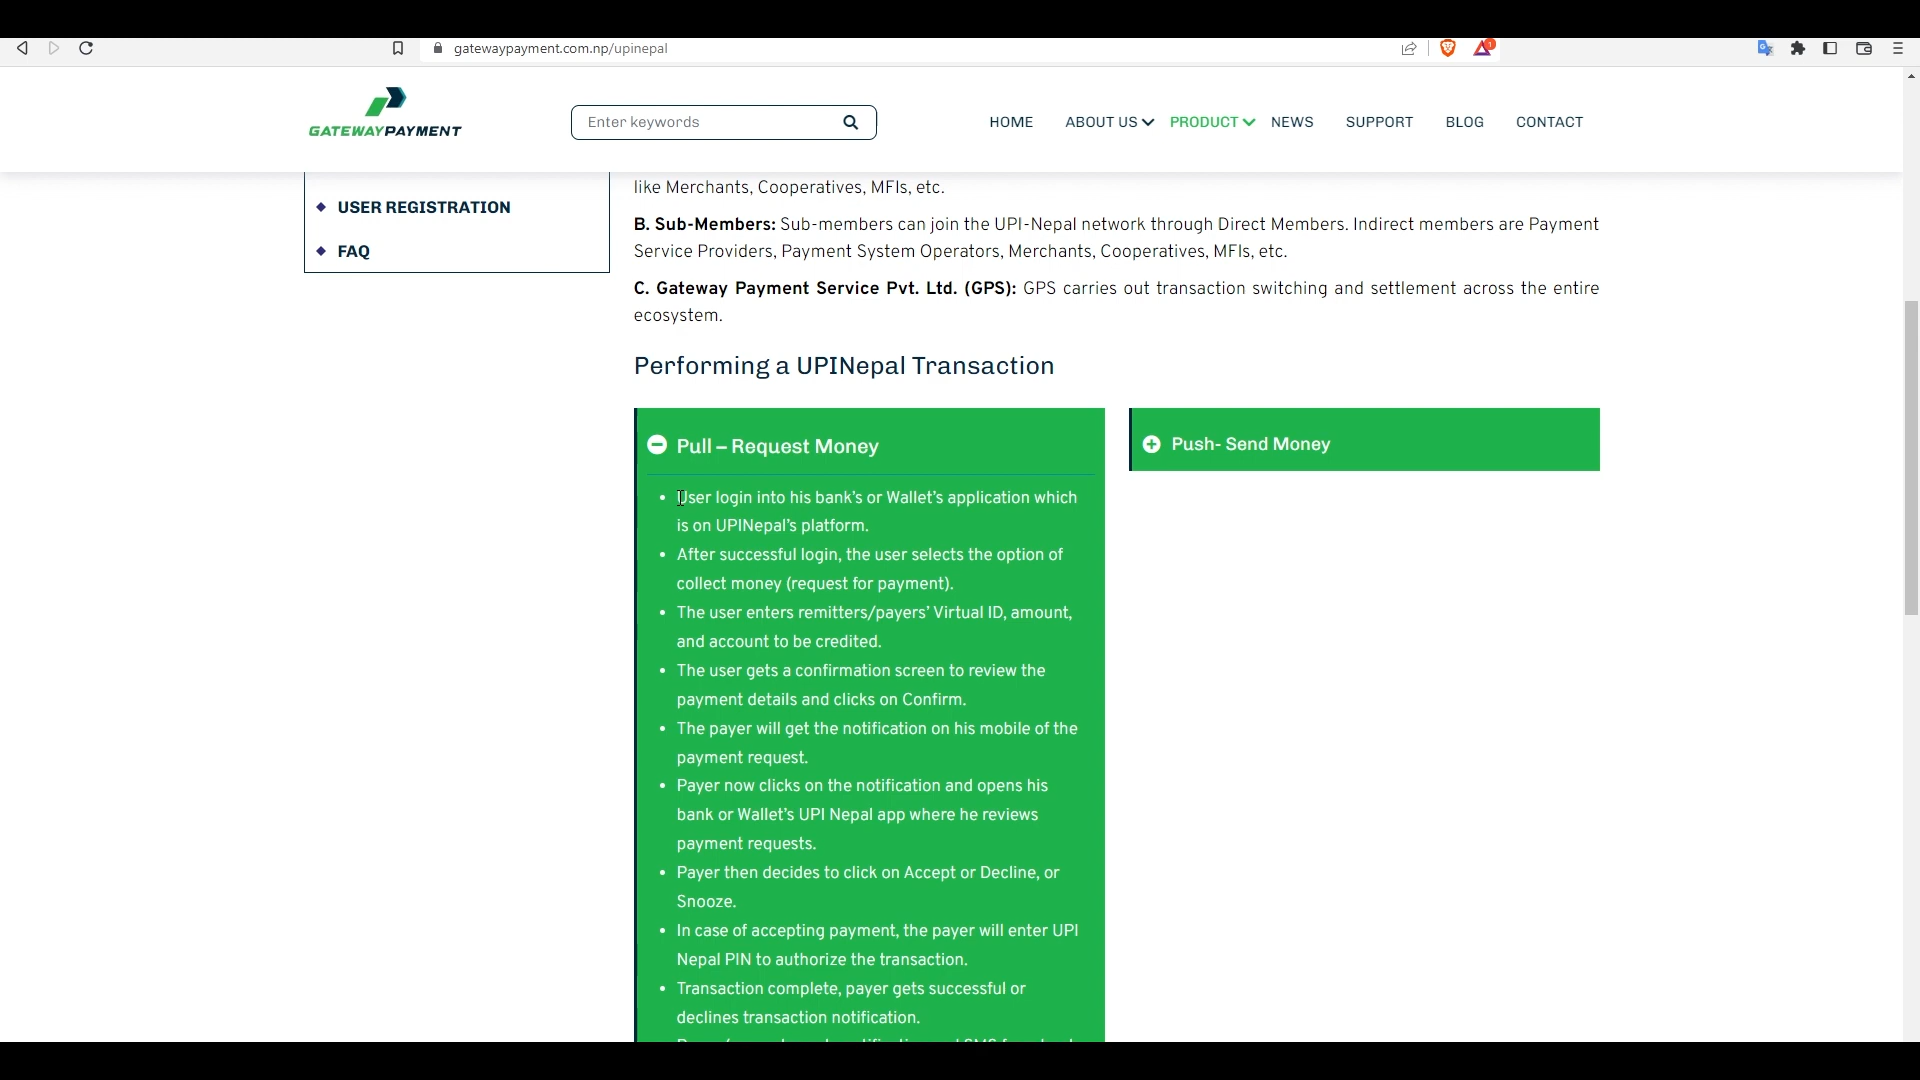 gatewaypayment.com.np/upinepal
GATEWAYPAYMENT
Enter keywords
HOME
ABOUT US
PRODUCT
NEWS
SUPPORT
BLOG
CONTACT
USER REGISTRATION
FAQ
like Merchants, Cooperatives, MFIs, etc.
B. Sub-Members: Sub-members can join the UPI-Nepal network through Direct Members. Indirect members are Payment
Service Providers, Payment System Operators, Merchants, Cooperatives, MFIs, etc.
C. Gateway Payment Service Pvt. Ltd. (GPS): GPS carries out transaction switching and settlement across the entire
ecosystem.
Performing a UPINepal Transaction
Pull – Request Money
• User login into his bank’s or Wallet’s application which
is on UPINepal’s platform.
• After successful login, the user selects the option of
collect money (request for payment).
• The user enters remitters/payers’ Virtual ID, amount,
and account to be credited.
• The user gets a confirmation screen to review the
payment details and clicks on Confirm.
• The payer will get the notification on his mobile of the
payment request.
• Payer now clicks on the notification and opens his
bank or Wallet’s UPI Nepal app where he reviews
payment requests.
• Payer then decides to click on Accept or Decline, or
Snooze.
• In case of accepting payment, the payer will enter UPI
Nepal PIN to authorize the transaction.
• Transaction complete, payer gets successful or
declines transaction notification.
Push- Send Money